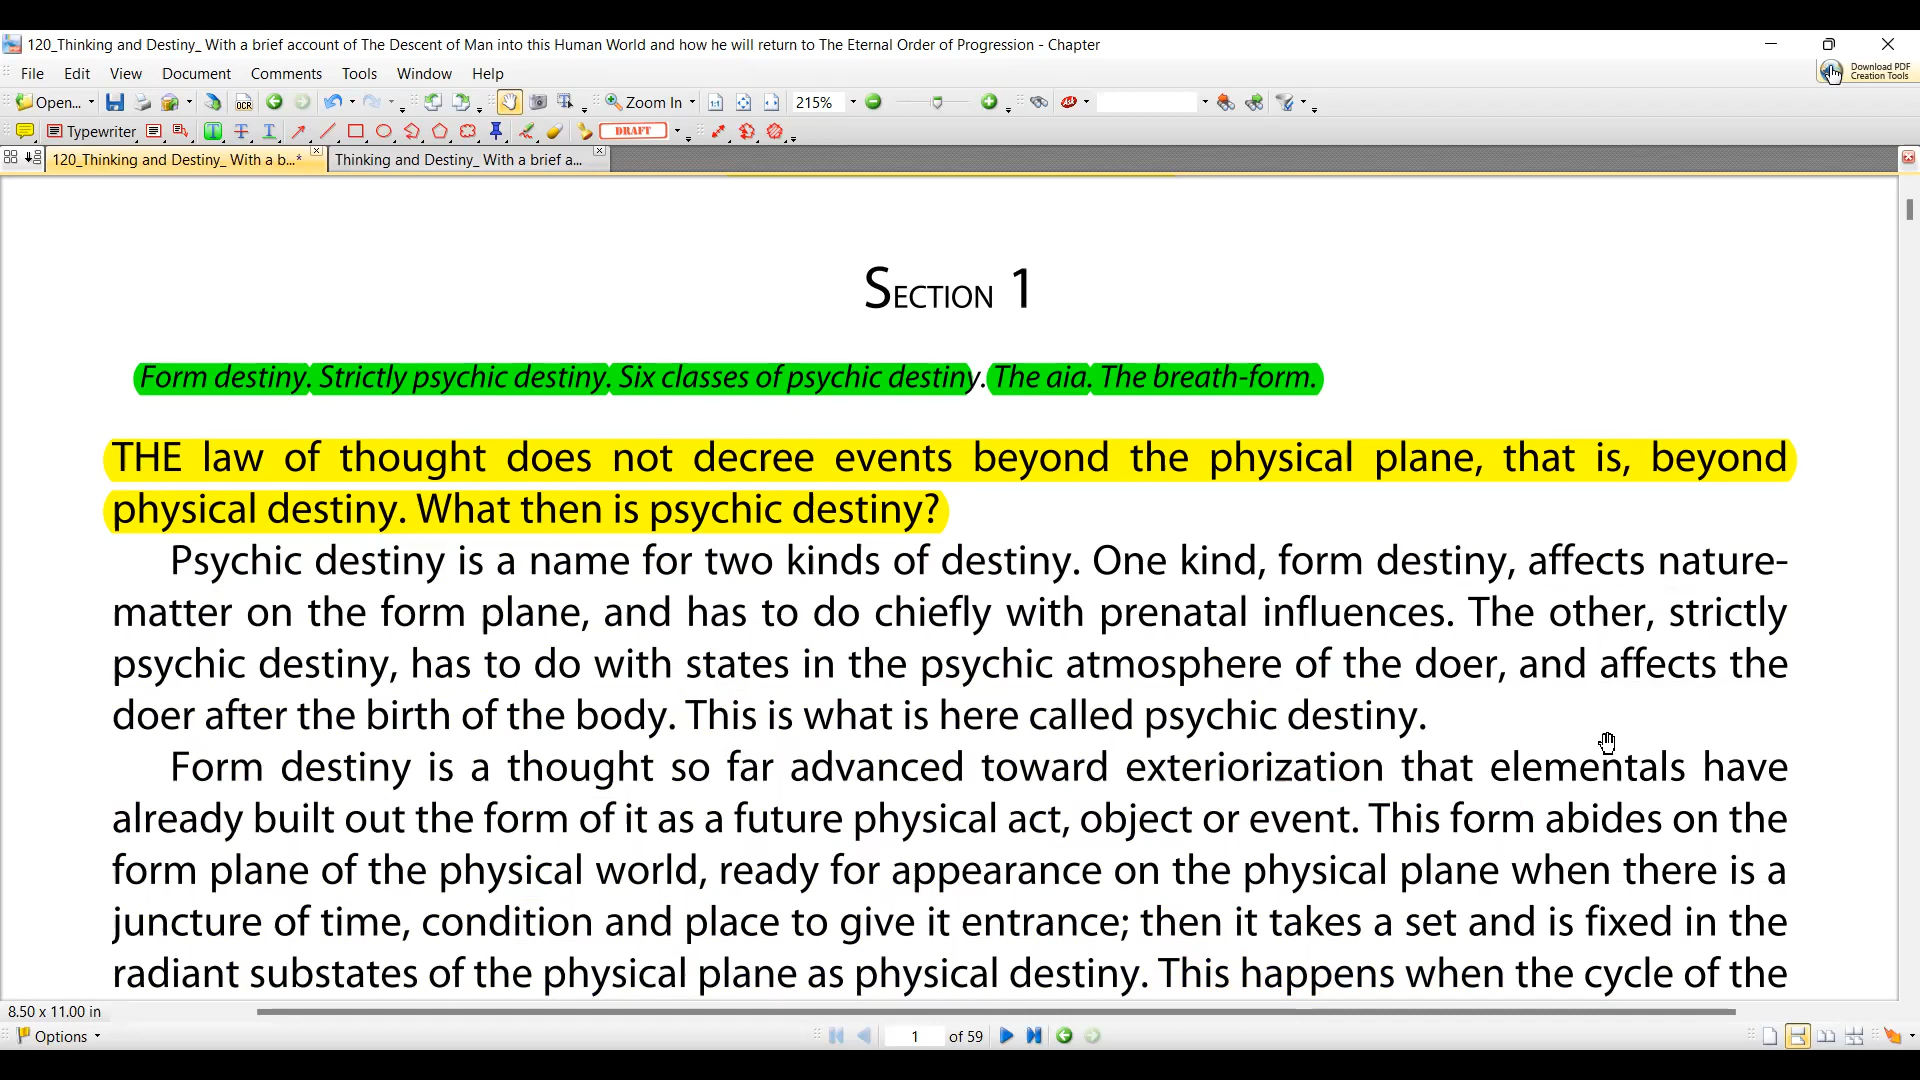 120_Thinking and Destiny_ With a brief account of The Descent of Man into this Human World and how he will return to The Eternal Order of Progression - Chapter
File Edit View Document Comments Tools Window Help
Download PDF
Creation Tools
Open... OCR Zoom In 215%
Typewriter DRAFT
120_Thinking and Destiny_ With a b...* Thinking and Destiny_ With a brief a...
SECTION 1
Form destiny. Strictly psychic destiny. Six classes of psychic destiny. The aia. The breath-form.
THE law of thought does not decree events beyond the physical plane, that is, beyond
physical destiny. What then is psychic destiny?
Psychic destiny is a name for two kinds of destiny. One kind, form destiny, affects nature-
matter on the form plane, and has to do chiefly with prenatal influences. The other, strictly
psychic destiny, has to do with states in the psychic atmosphere of the doer, and affects the
doer after the birth of the body. This is what is here called psychic destiny.
Form destiny is a thought so far advanced toward exteriorization that elementals have
already built out the form of it as a future physical act, object or event. This form abides on the
form plane of the physical world, ready for appearance on the physical plane when there is a
juncture of time, condition and place to give it entrance; then it takes a set and is fixed in the
radiant substates of the physical plane as physical destiny. This happens when the cycle of the
8.50 x 11.00 in
Options 1 of 59